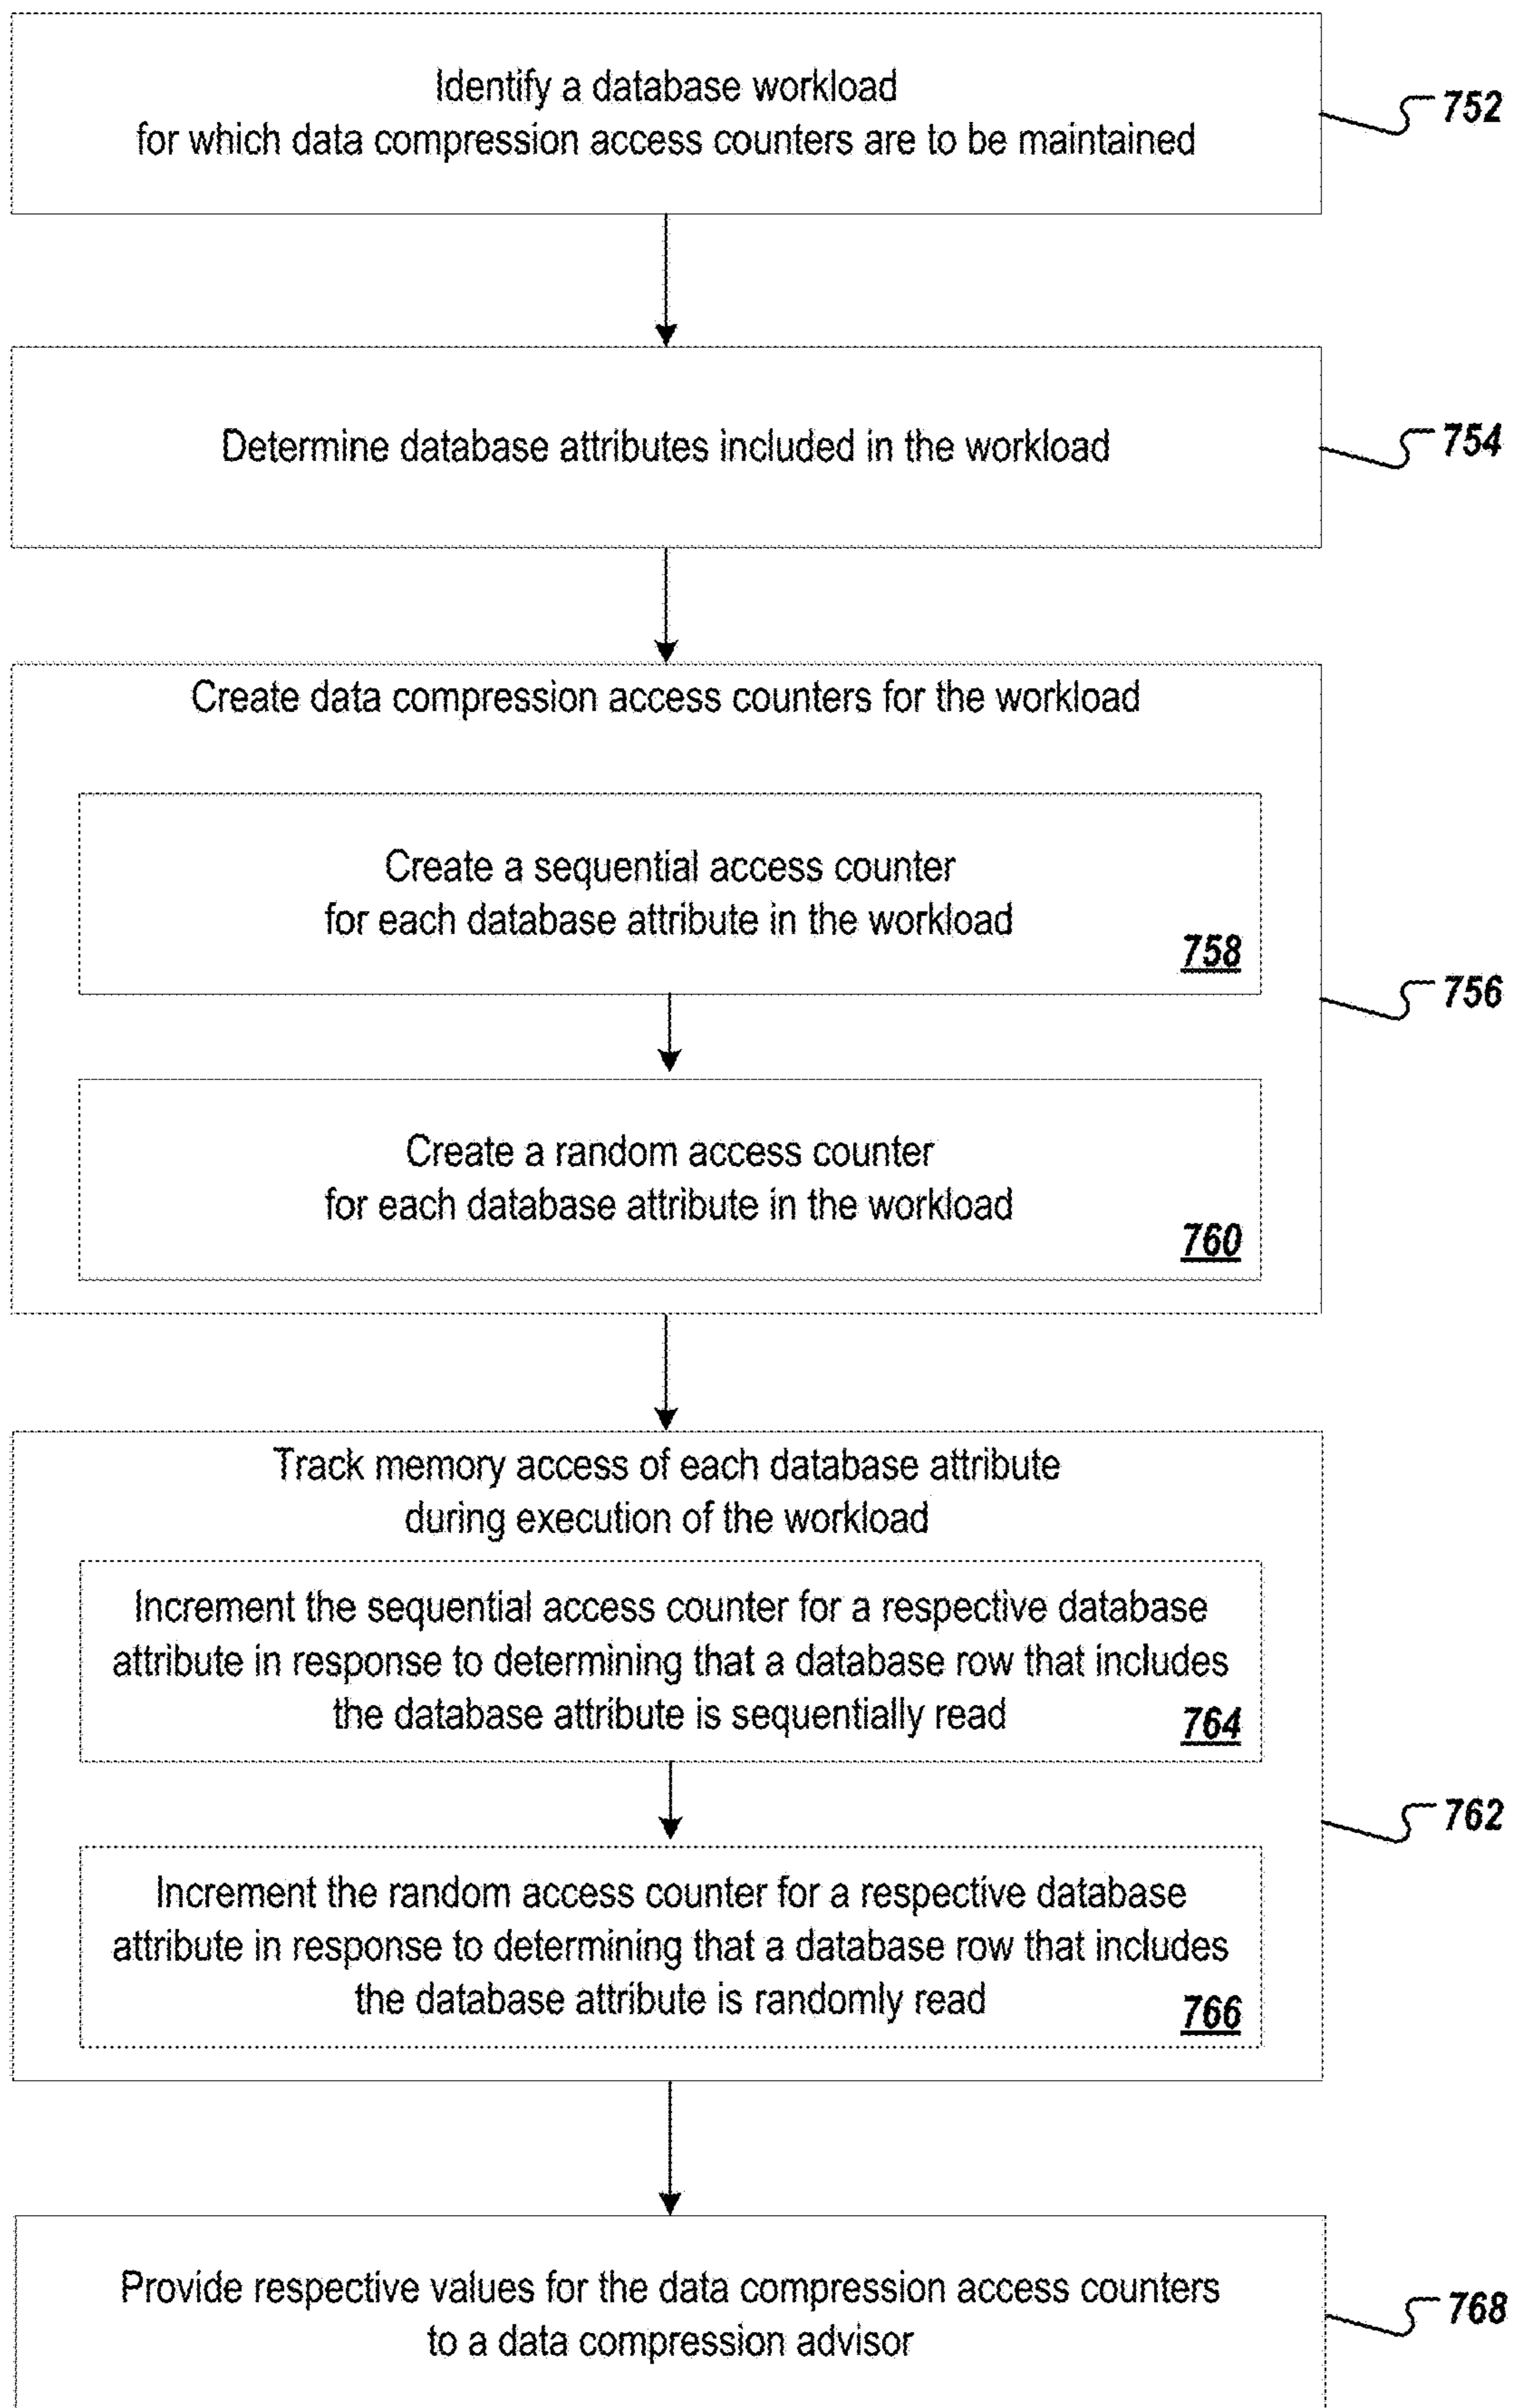 Identify a database workload
for which data compression access counters are to be maintained
752
Determine database attributes included in the workload
754
Create data compression access counters for the workload
Create a sequential access counter
for each database attribute in the workload
758
756
Create a random access counter
for each database attribute in the workload
760
Track memory access of each database attribute
during execution of the workload
Increment the sequential access counter for a respective database
attribute in response to determining that a database row that includes
the database attribute is sequentially read
764
762
Increment the random access counter for a respective database
attribute in response to determining that a database row that includes
the database attribute is randomly read
766
Provide respective values for the data compression access counters
to a data compression advisor
768